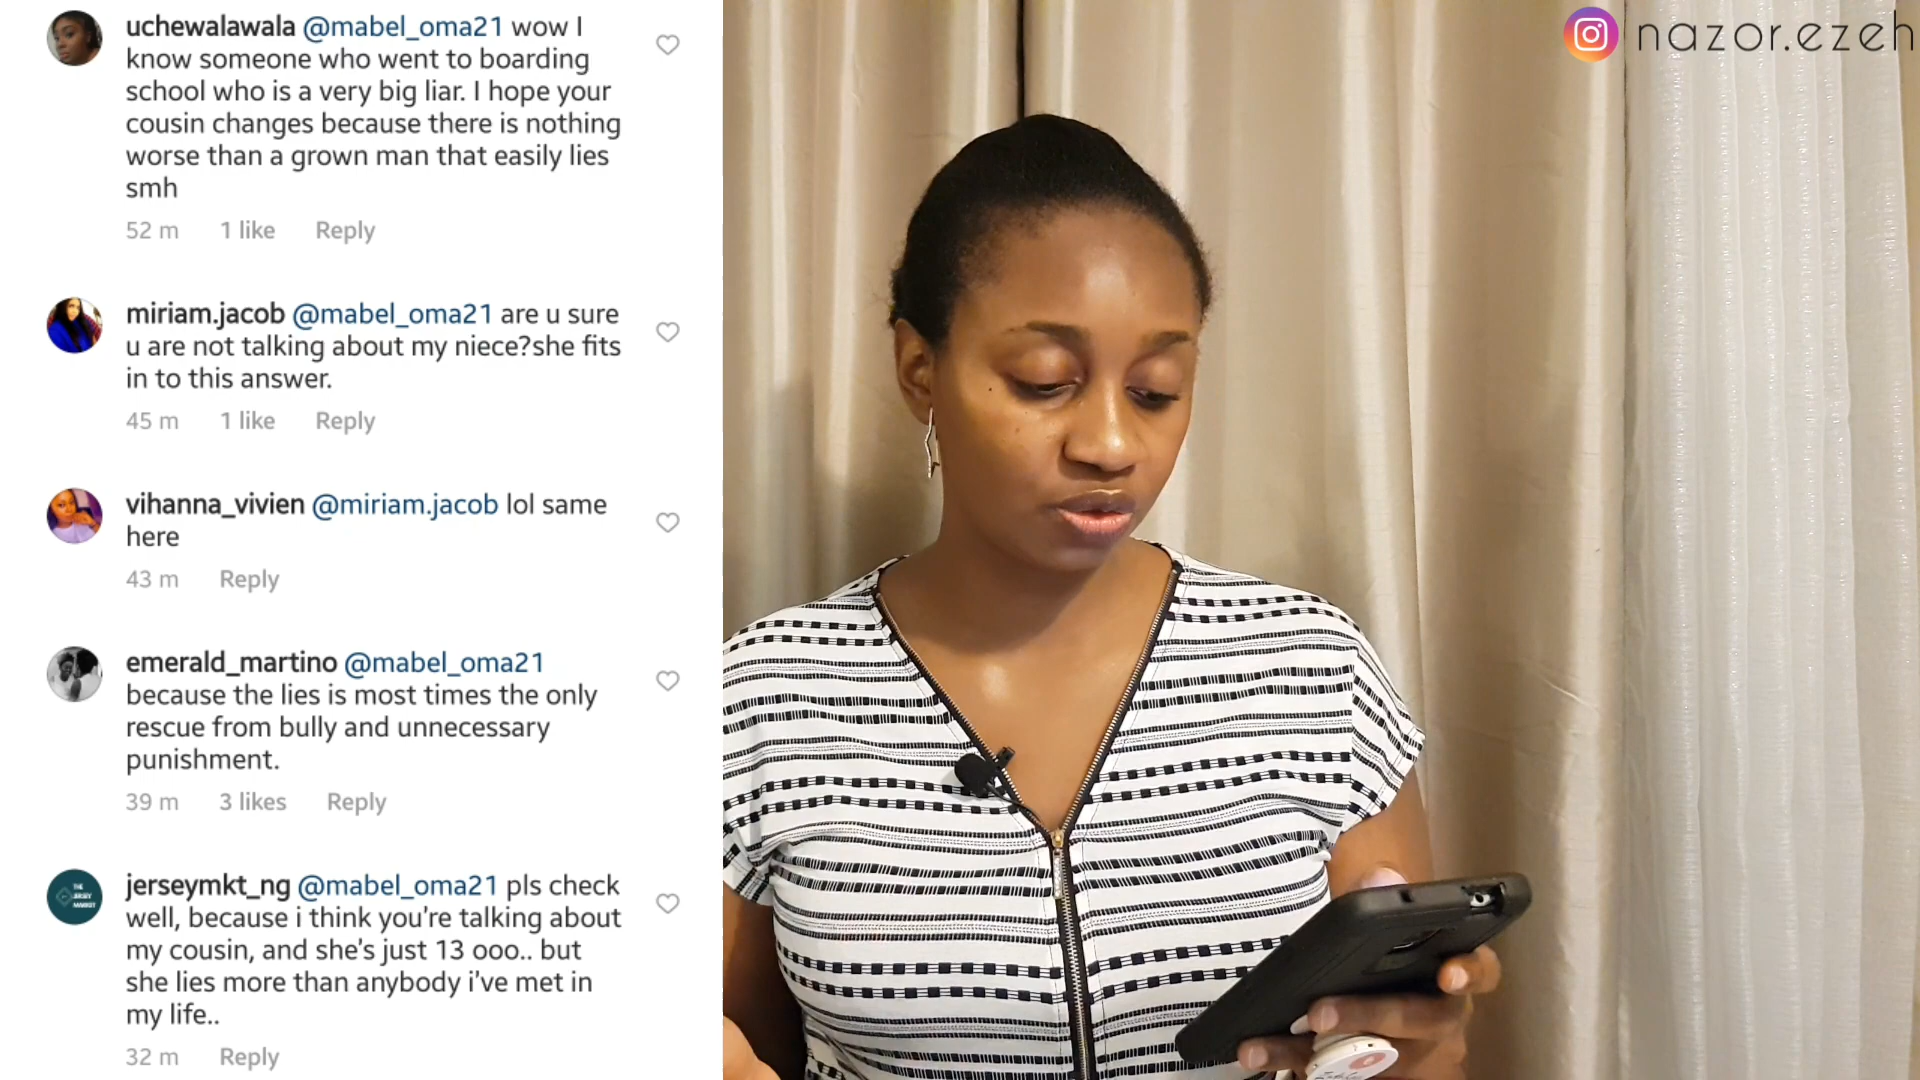 uchewalawala @mabel_oma21 wow I
know someone who went to boarding
school who is a very big liar. I hope your
cousin changes because there is nothing
worse than a grown man that easily lies
smh
52 m 1 like Reply
miriam.jacob @mabel_oma21 are u sure
u are not talking about my niece?she fits
in to this answer.
45 m 1 like Reply
vihanna_vivien @miriam.jacob lol same
here
43 m Reply
emerald_martino @mabel_oma21
because the lies is most times the only
rescue from bully and unnecessary
punishment.
39 m 3 likes Reply
THE
JERSEY
MARKET
jerseymkt_ng @mabel_oma21 pls check
well, because i think you're talking about
my cousin, and she's just 13 ooo.. but
she lies more than anybody i've met in
my life..
32 m Reply
nazor.ezeh